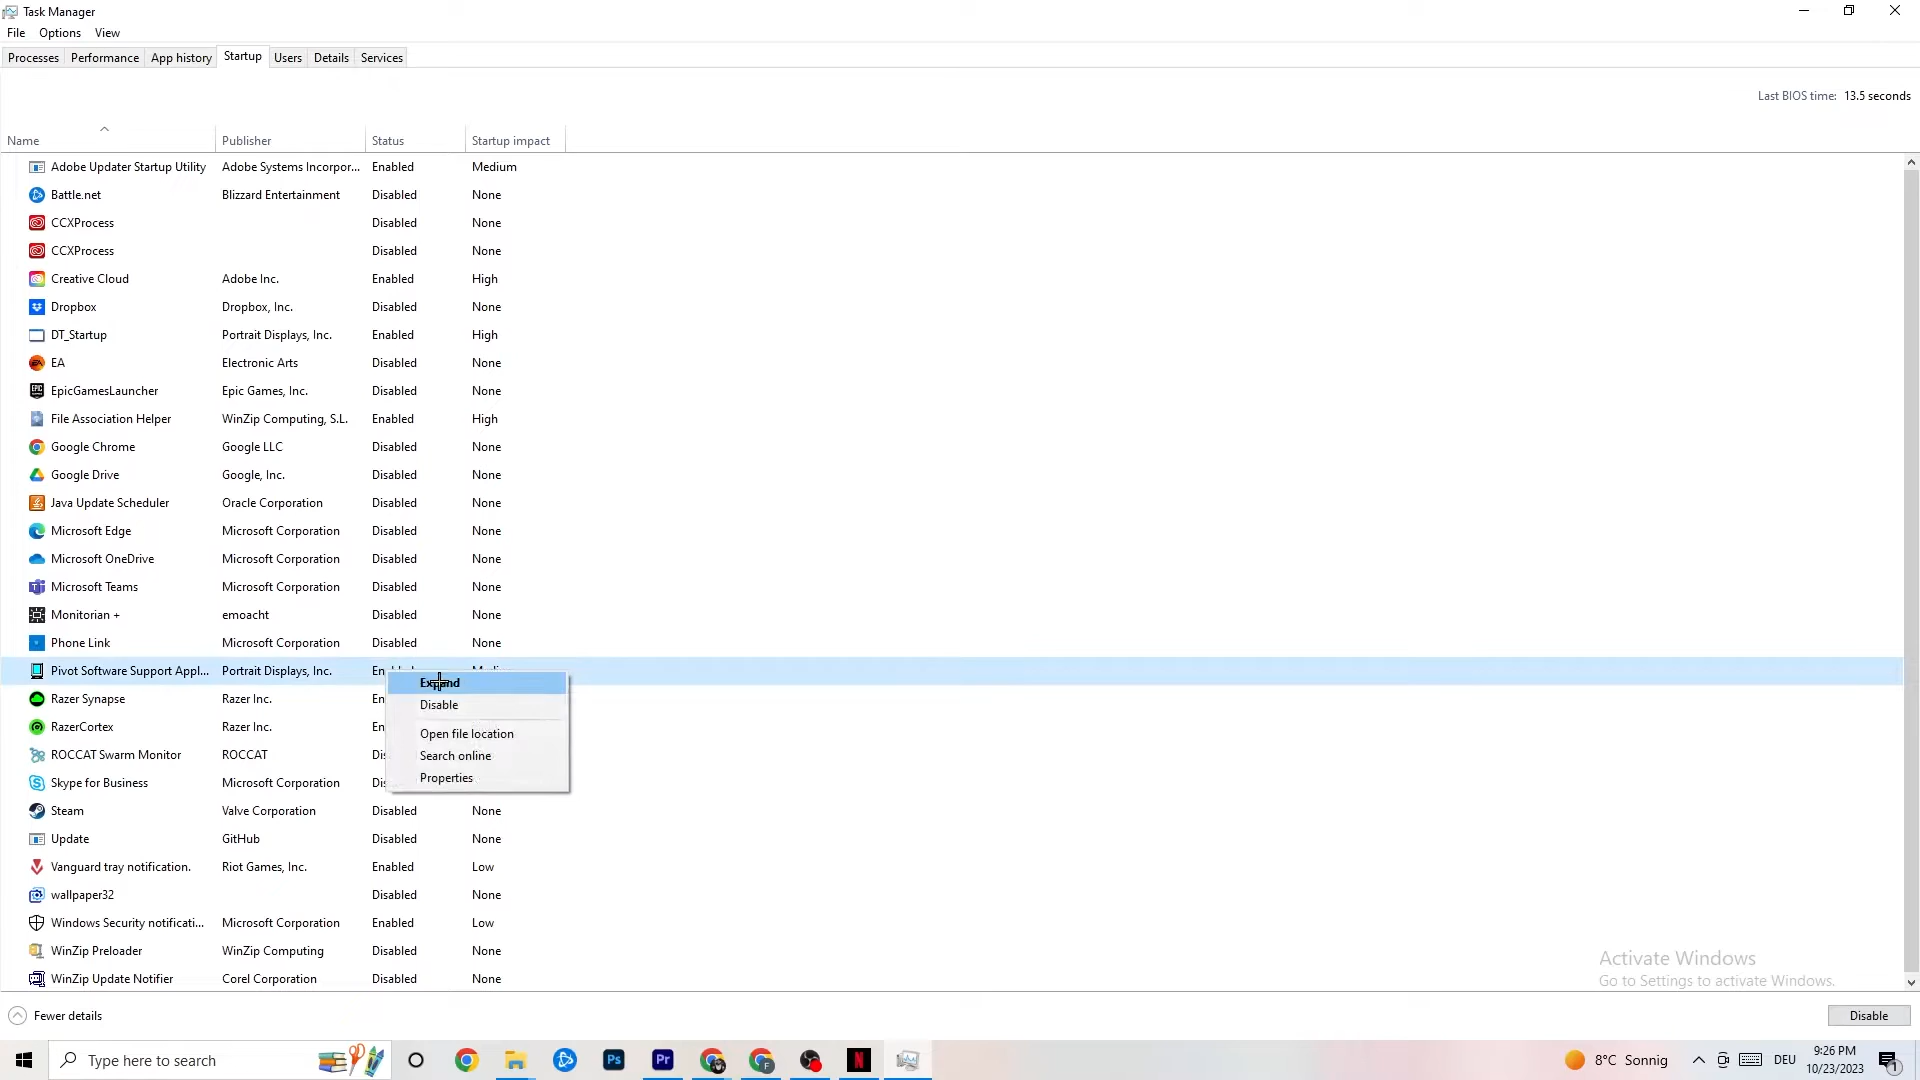 Task Manager
File Options View
Processes Performance App history Startup Users Details Services
Last BIOS time: 13.5 seconds
Name Publisher Status Startup impact
Adobe Updater Startup Utility Adobe Systems Incorpor... Enabled Medium
Battle.net Blizzard Entertainment Disabled None
CCXProcess Disabled None
CCXProcess Disabled None
Creative Cloud Adobe Inc. Enabled High
Dropbox Dropbox, Inc. Disabled None
DT_Startup Portrait Displays, Inc. Enabled High
EA Electronic Arts Disabled None
EpicGamesLauncher Epic Games, Inc. Disabled None
File Association Helper WinZip Computing, S.L. Enabled High
Google Chrome Google LLC Disabled None
Google Drive Google, Inc. Disabled None
Java Update Scheduler Oracle Corporation Disabled None
Microsoft Edge Microsoft Corporation Disabled None
Microsoft OneDrive Microsoft Corporation Disabled None
Microsoft Teams Microsoft Corporation Disabled None
Monitorian + emoacht Disabled None
Phone Link Microsoft Corporation Disabled None
Pivot Software Support Appl... Portrait Displays, Inc.
Expand
Razer Synapse Razer Inc. En
Disable
RazerCortex Razer Inc. En
Open file location
ROCCAT Swarm Monitor ROCCAT Dis
Search online
Skype for Business Microsoft Corporation Dis
Properties
Steam Valve Corporation Disabled None
Update GitHub Disabled None
Vanguard tray notification. Riot Games, Inc. Enabled Low
wallpaper32 Disabled None
Windows Security notificati... Microsoft Corporation Enabled Low
WinZip Preloader WinZip Computing Disabled None
WinZip Update Notifier Corel Corporation Disabled None
Activate Windows
Go to Settings to activate Windows.
Fewer details Disable
Type here to search Ps Pr F N 8°C Sonnig DEU 9:26 PM
10/23/2023 1